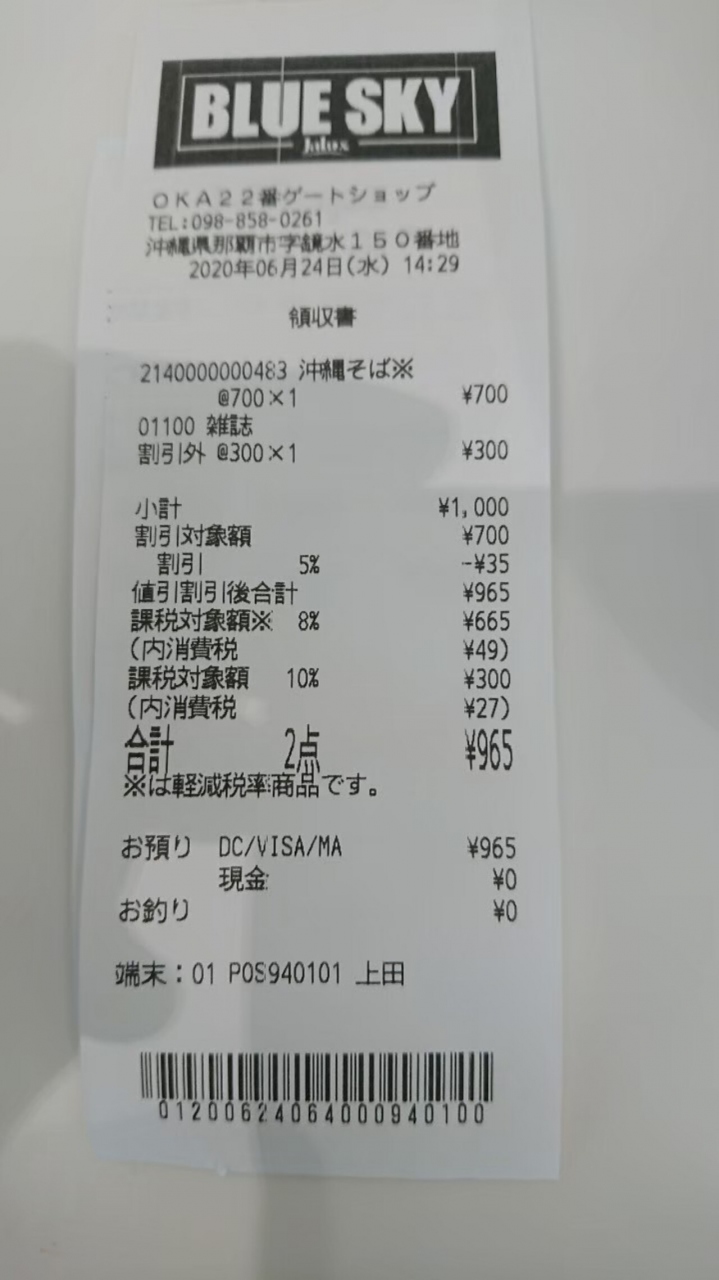 BLUE SKY
Jalux
OKA22番ゲートショップ
TEL:098-858-0261
沖縄県那覇市字鏡水150番地
2020年06月24日(水) 14:29
領収書
2140000000483 沖縄そば※
@700×1 ¥700
01100 雑誌
割引外 @300×1 ¥300
小計 ¥1,000
割引対象額 ¥700
割引 5% -¥35
値引割引後合計 ¥965
課税対象額※ 8% ¥665
(内消費税 ¥49)
課税対象額 10% ¥300
(内消費税 ¥27)
合計 2点 ¥965
※は軽減税率商品です。
お預り DC/VISA/MA ¥965
現金 ¥0
お釣り ¥0
端末:01 POS940101 上田
01200624064000940100